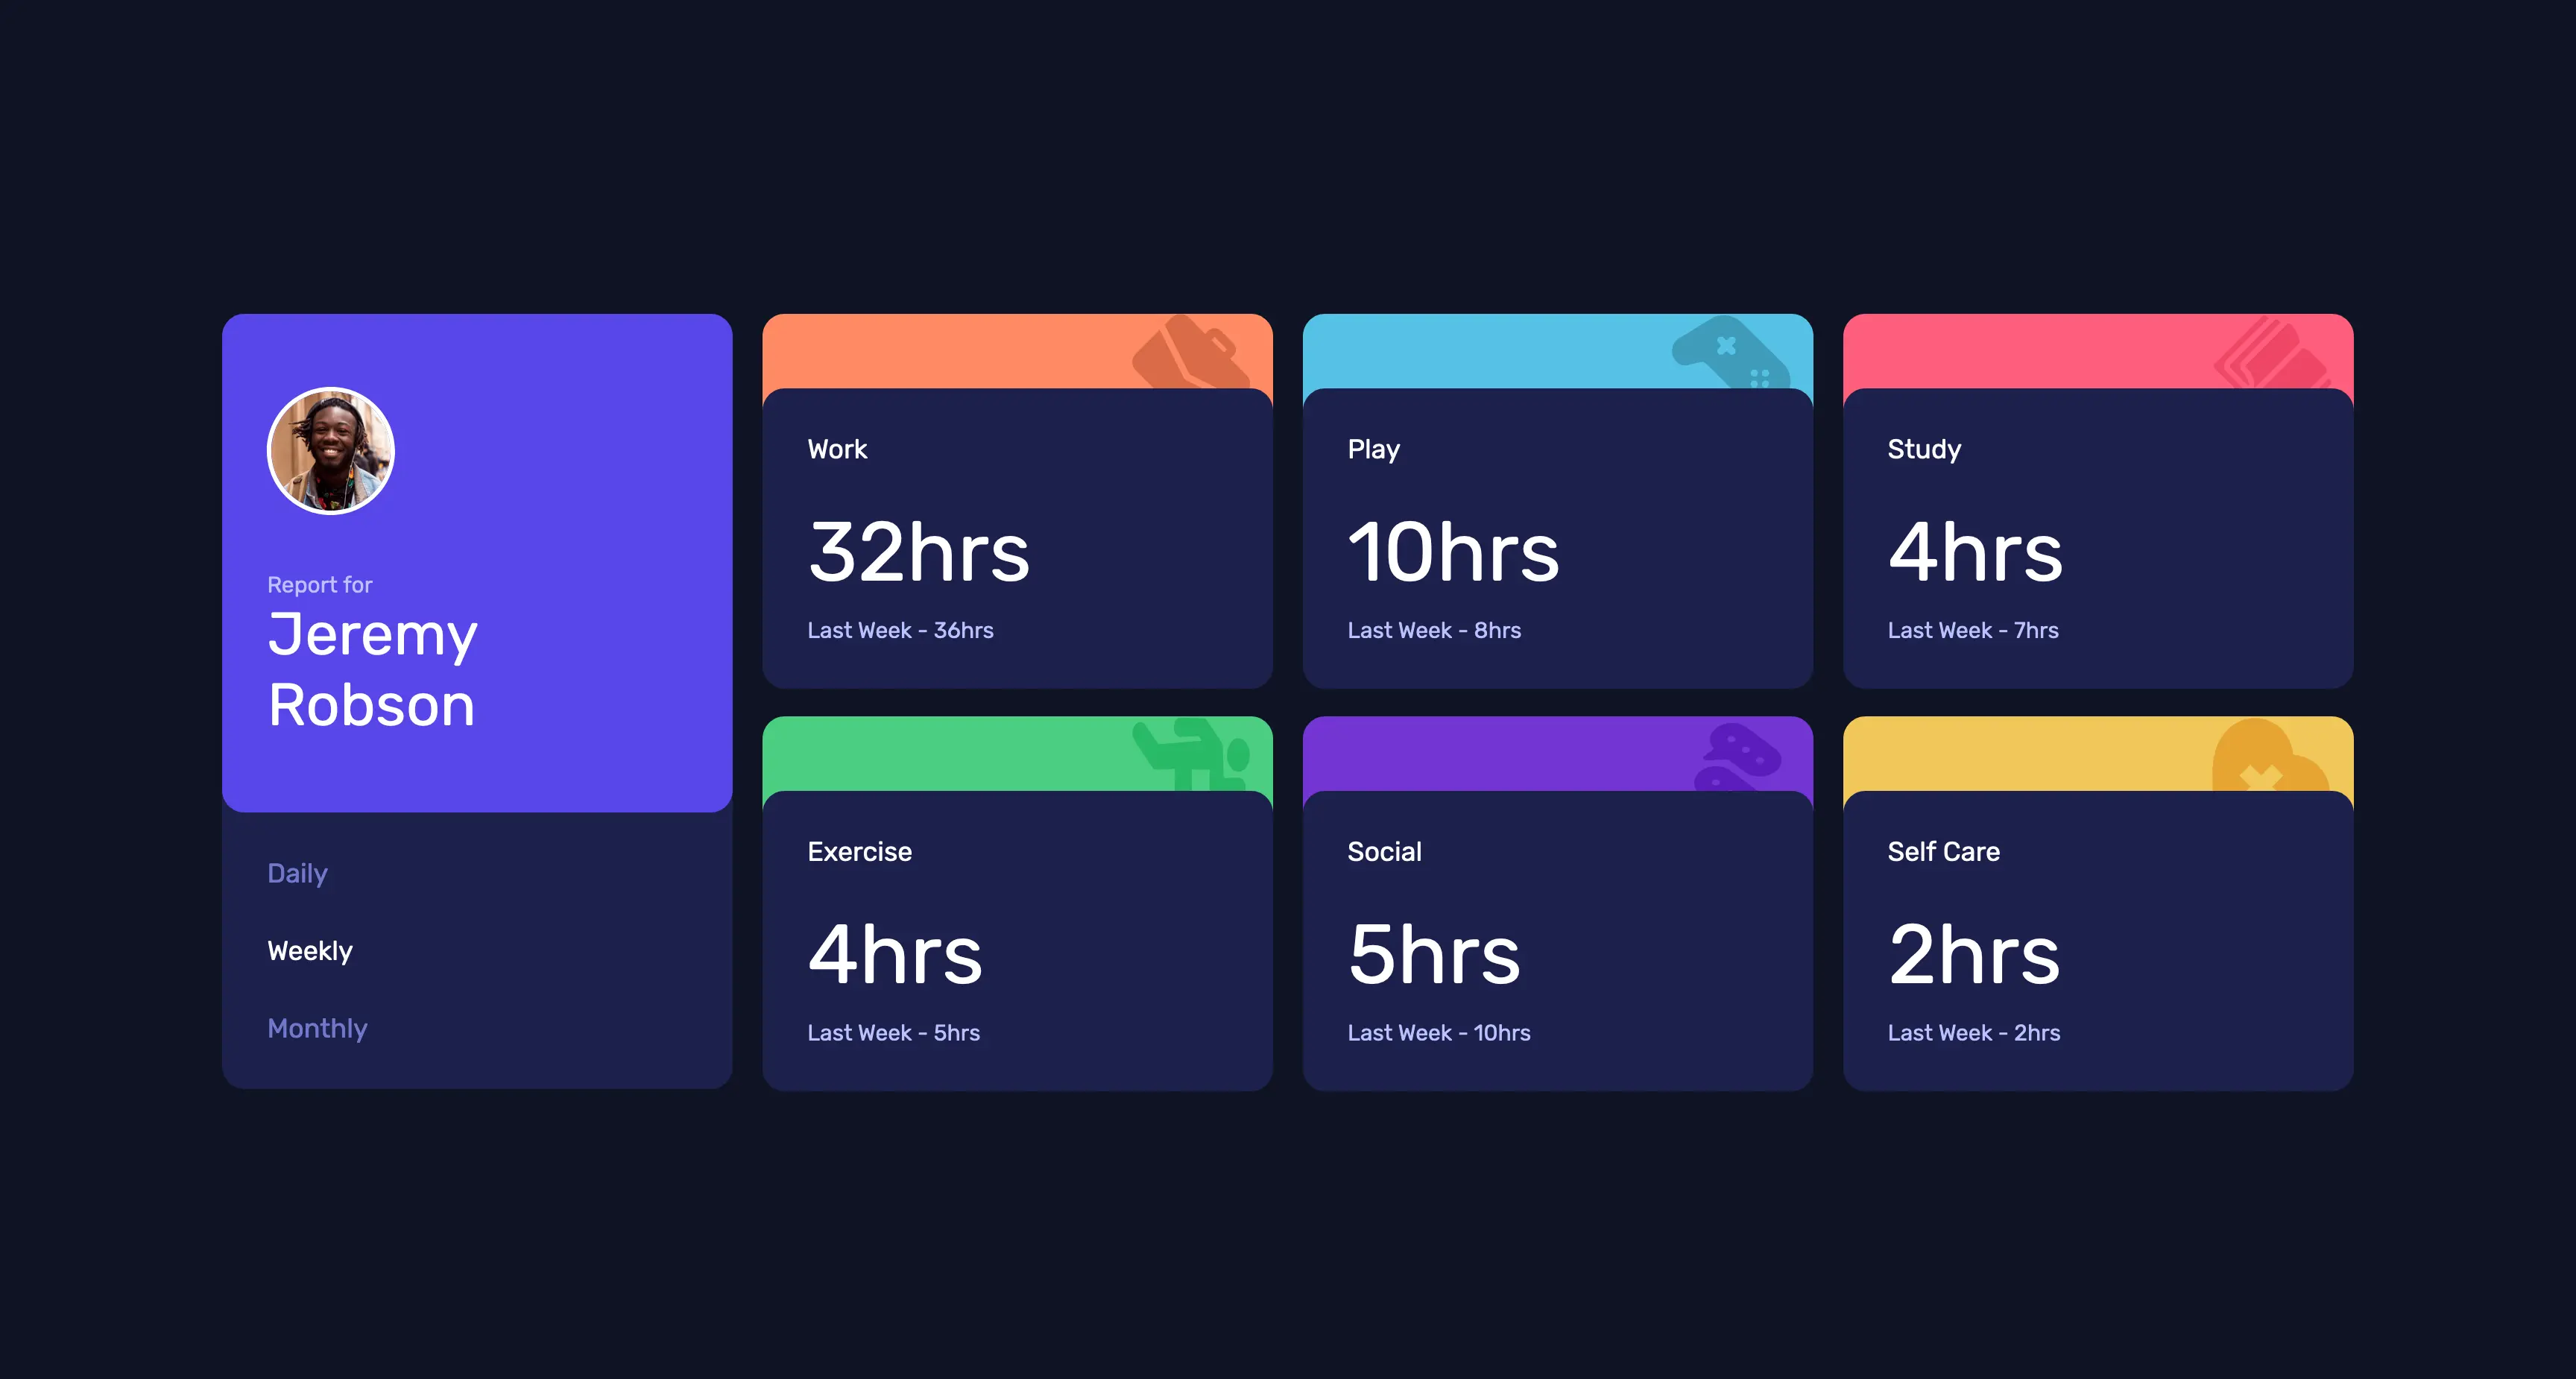 Report for
Jeremy
Robson
Daily
Weekly
Monthly
Work
32hrs
Last Week - 36hrs
Play
10hrs
Last Week - 8hrs
Study
4hrs
Last Week - 7hrs
Exercise
4hrs
Last Week - 5hrs
Social
5hrs
Last Week - 10hrs
Self Care
2hrs
Last Week - 2hrs